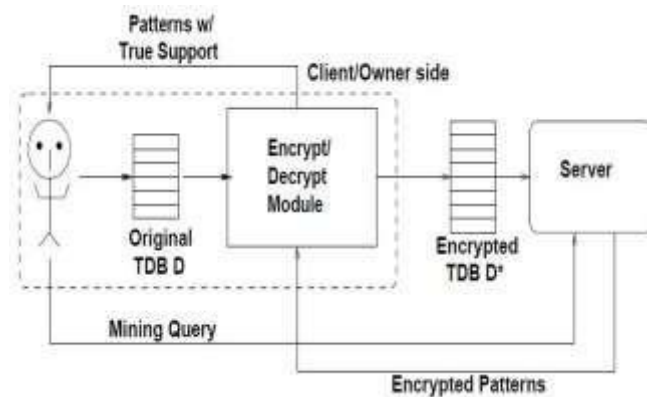 Patterns w/
True Support
Client/Owner side
Encrypt/
Decrypt
Module
Server
Original
TDB D
Encrypted
TDB D*
Mining Query
Encrypted Patterns